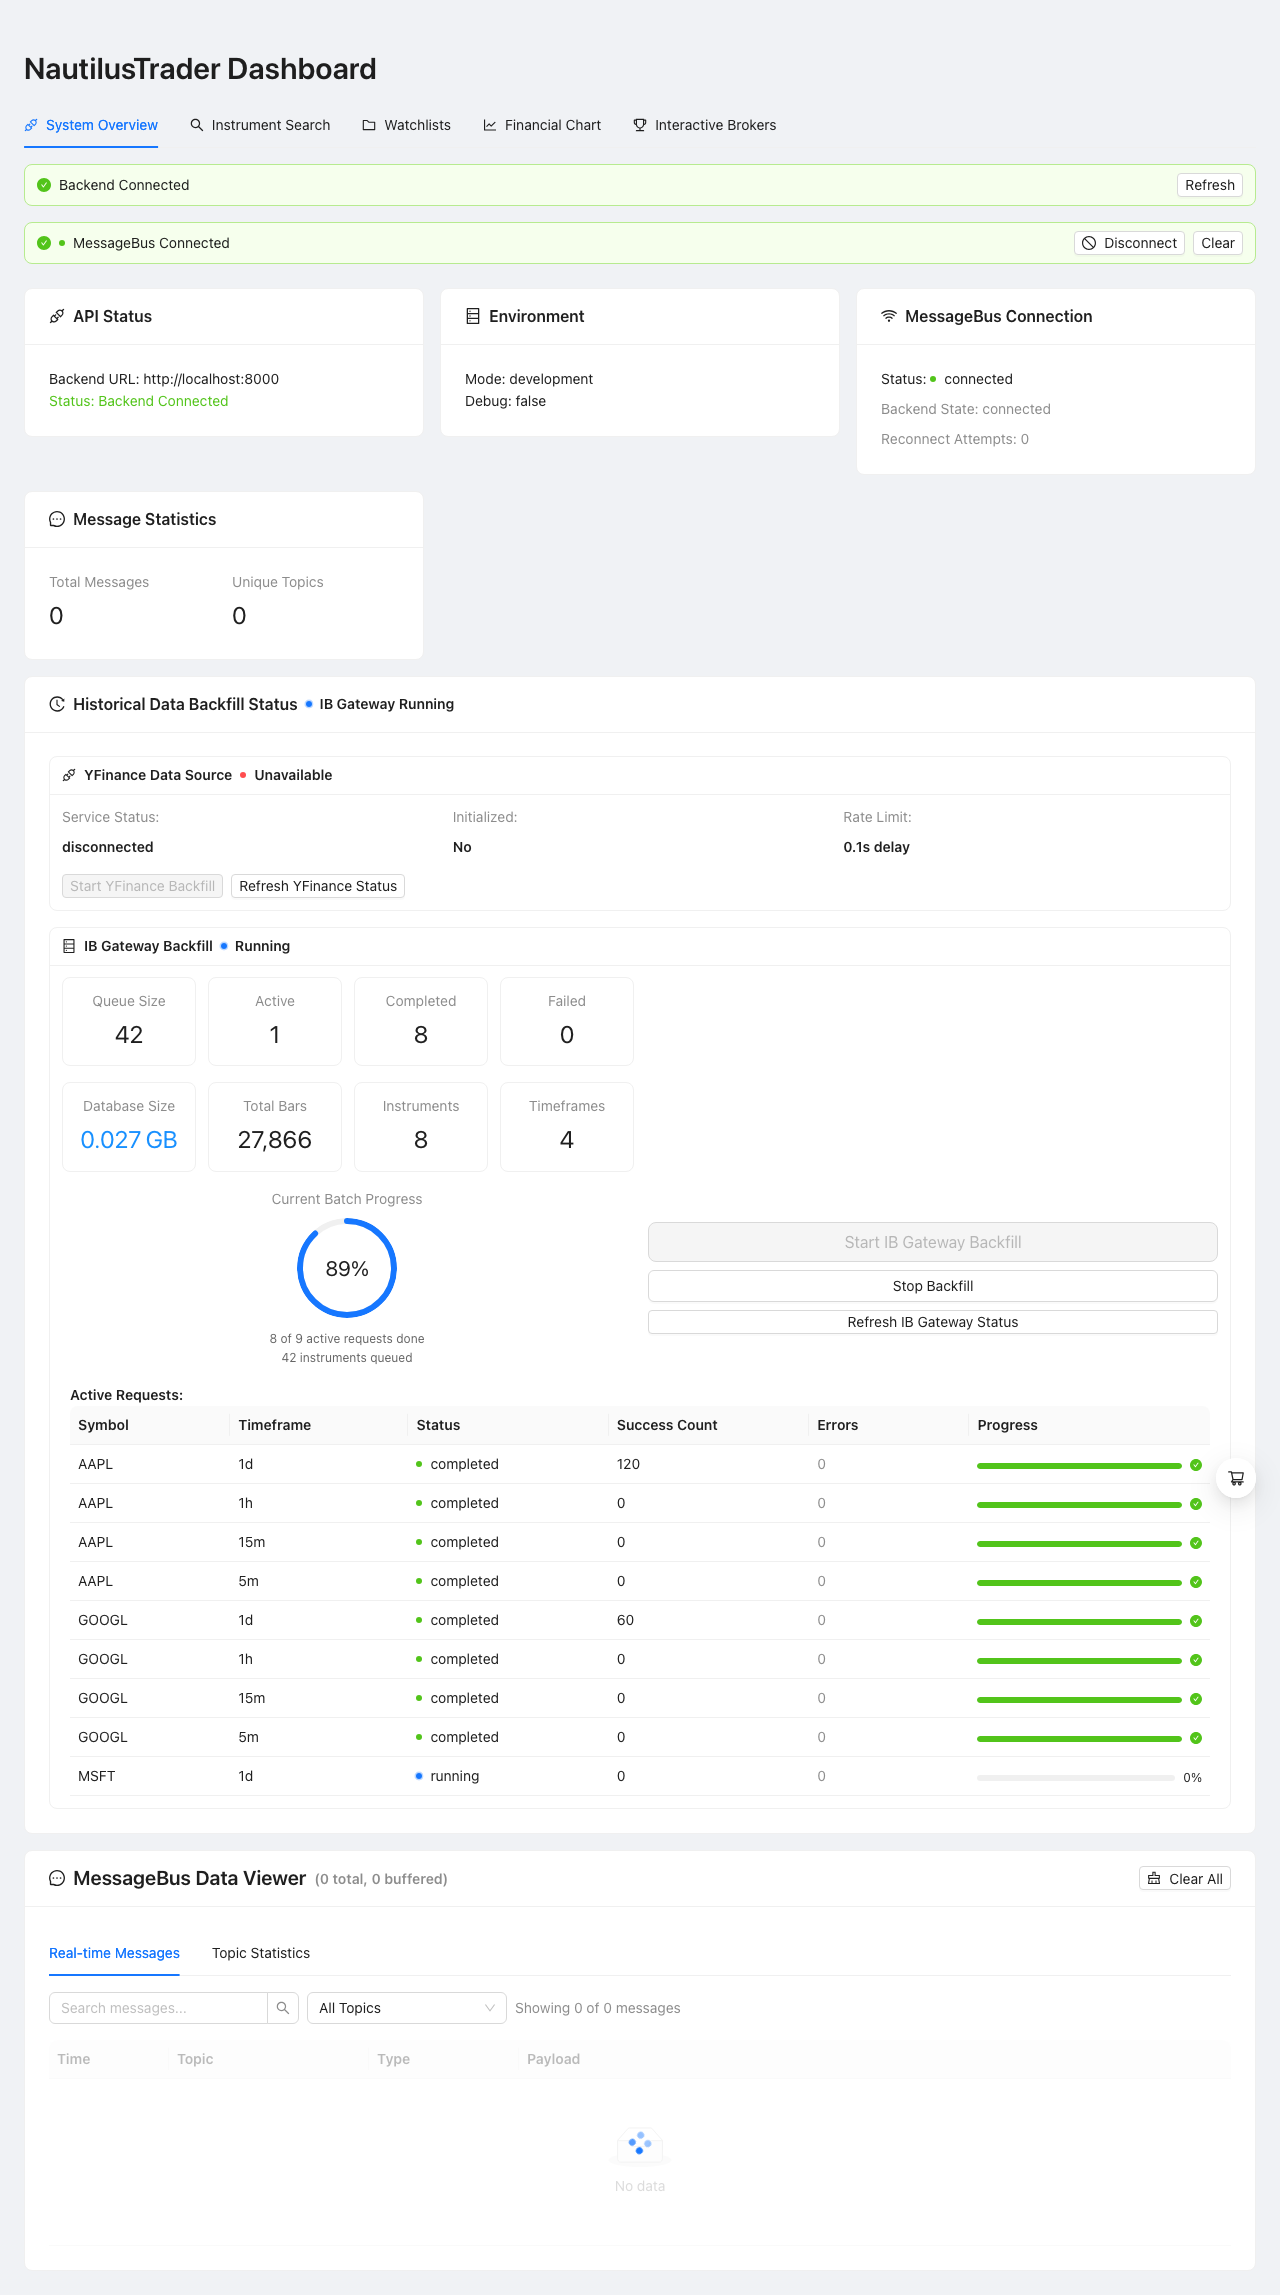 NautilusTrader Dashboard
System Overview Instrument Search Watchlists Financial Chart Interactive Brokers
Backend Connected Refresh
MessageBus Connected Disconnect Clear
API Status
Backend URL: http://localhost:8000
Status: Backend Connected
Environment
Mode: development
Debug: false
MessageBus Connection
Status: connected
Backend State: connected
Reconnect Attempts: 0
Message Statistics
Total Messages Unique Topics
0 0
Historical Data Backfill Status IB Gateway Running
YFinance Data Source Unavailable
Service Status: Initialized: Rate Limit:
disconnected No 0.1s delay
Start YFinance Backfill Refresh YFinance Status
IB Gateway Backfill Running
Queue Size Active Completed Failed
42 1 8 0
Database Size Total Bars Instruments Timeframes
0.027 GB 27,866 8 4
Current Batch Progress
89%
8 of 9 active requests done
42 instruments queued
Start IB Gateway Backfill
Stop Backfill
Refresh IB Gateway Status
Active Requests:
Symbol Timeframe Status Success Count Errors Progress
AAPL 1d completed 120 0
AAPL 1h completed 0 0
AAPL 15m completed 0 0
AAPL 5m completed 0 0
GOOGL 1d completed 60 0
GOOGL 1h completed 0 0
GOOGL 15m completed 0 0
GOOGL 5m completed 0 0
MSFT 1d running 0 0 0%
MessageBus Data Viewer (0 total, 0 buffered) Clear All
Real-time Messages Topic Statistics
Search messages... All Topics Showing 0 of 0 messages
Time Topic Type Payload
No data